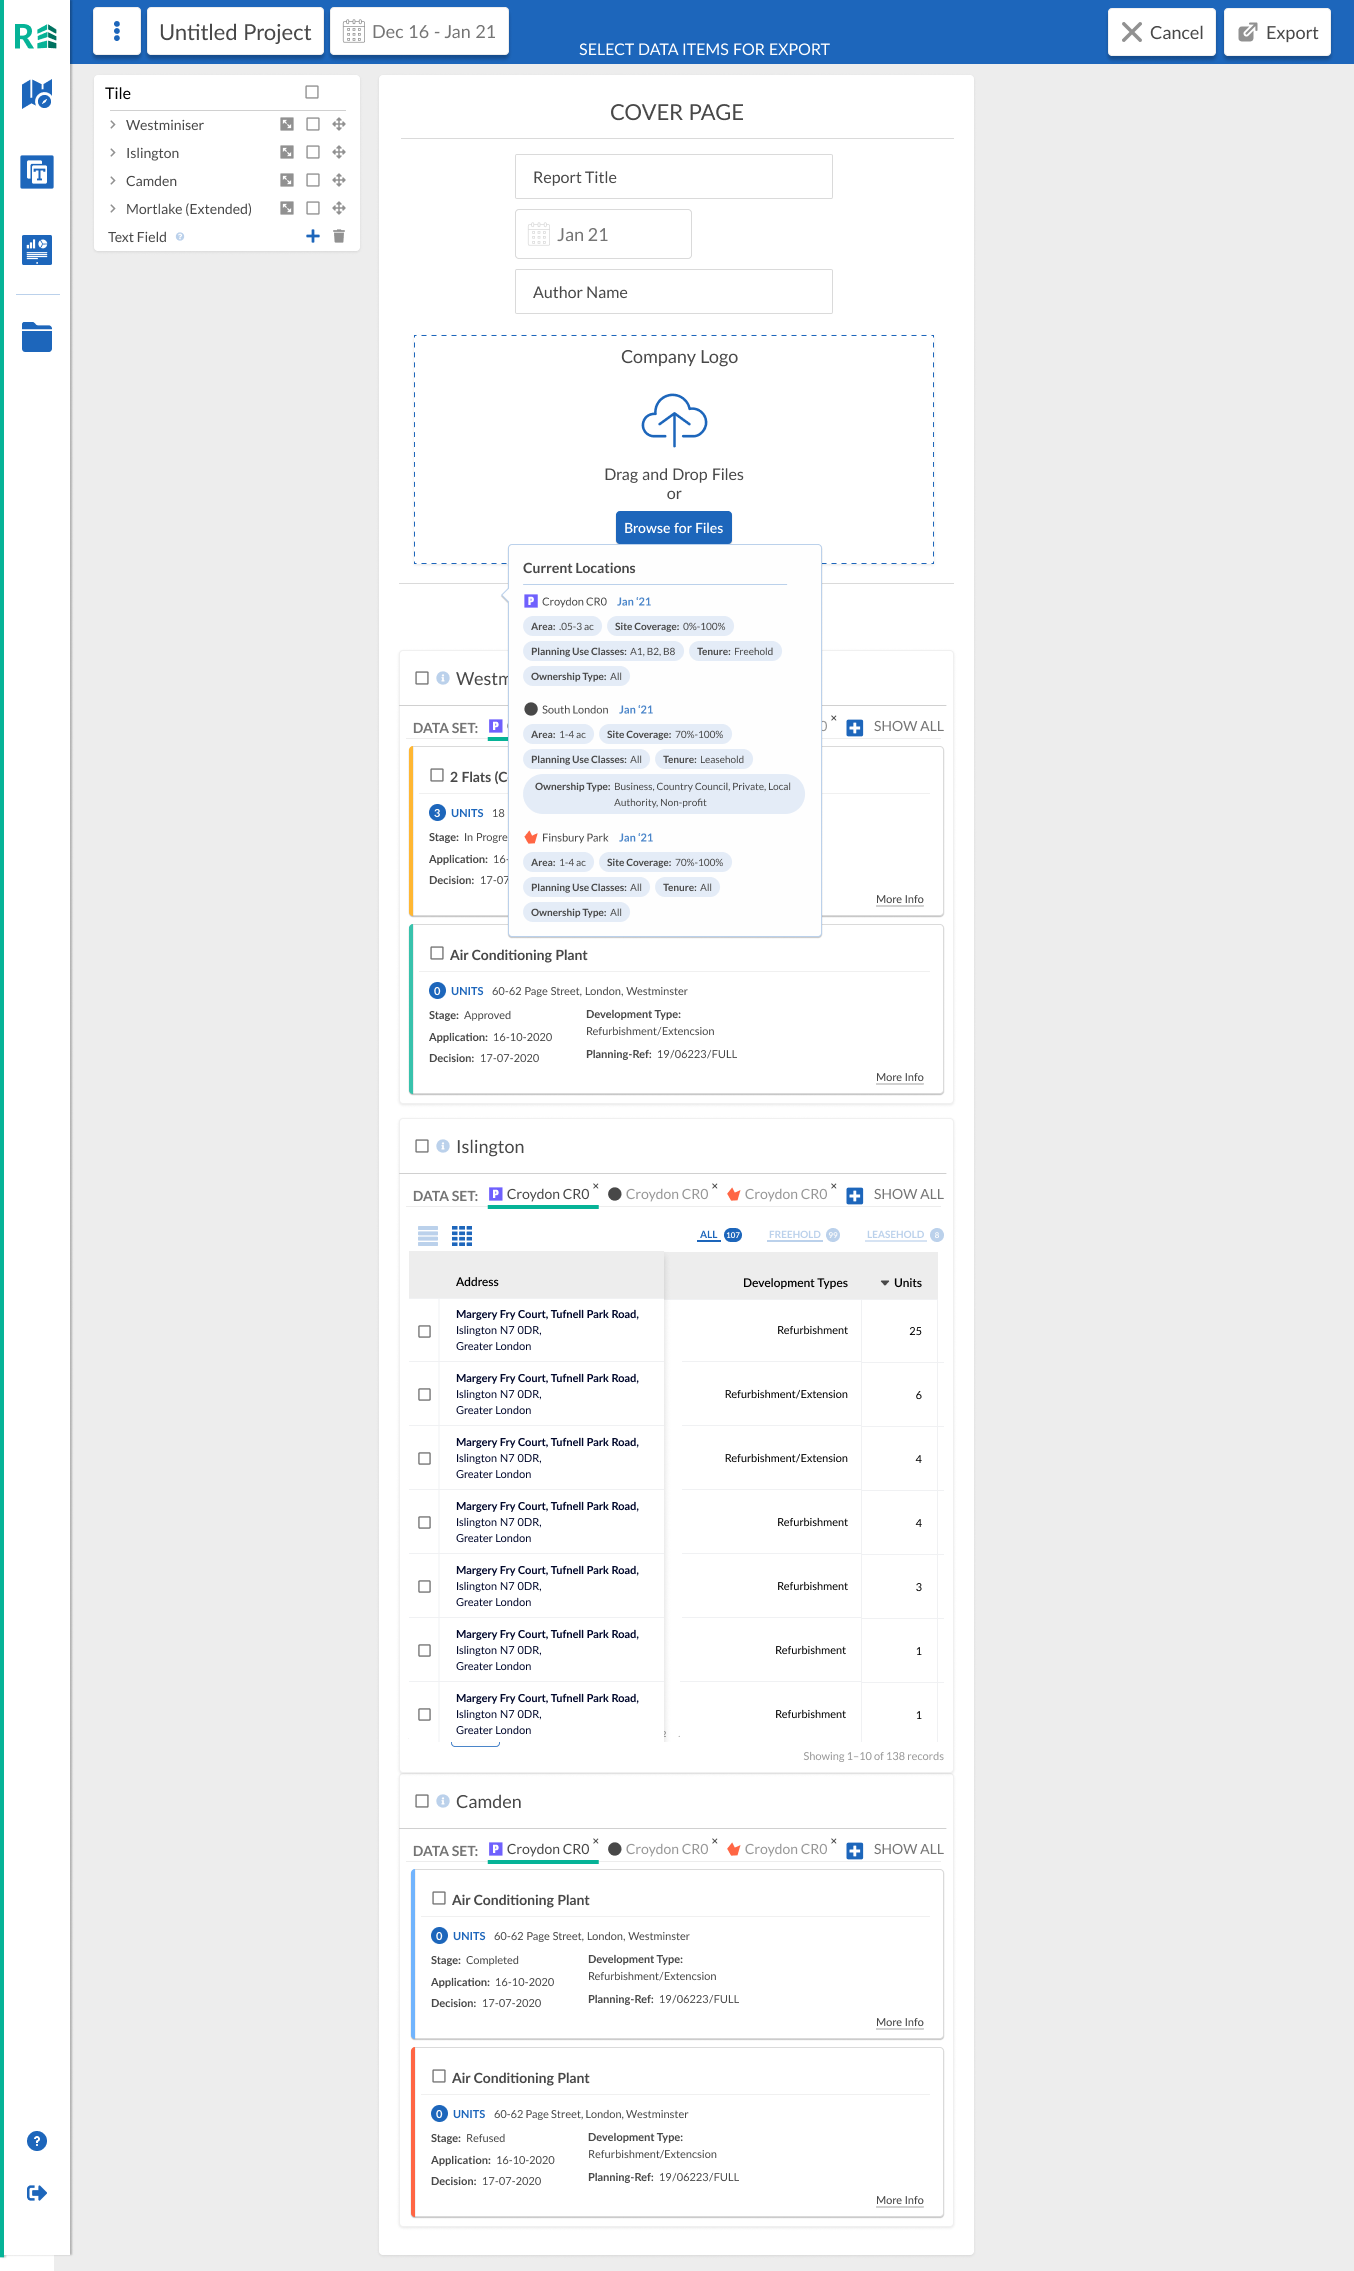 RE
Untitled Project
Dec 16 - Jan 21
SELECT DATA ITEMS FOR EXPORT
Cancel
Export
Tile
Westminiser
Islington
Camden
Mortlake (Extended)
Text Field ?
COVER PAGE
Report Title
Jan 21
Author Name
Company Logo
Drag and Drop Files
or
Browse for Files
Current Locations
P Croydon CR0 Jan ‘21
Area: .05-3 ac Site Coverage: 0%-100%
Planning Use Classes: A1, B2, B8 Tenure: Freehold
Ownership Type: All
South London Jan ‘21
Area: 1-4 ac Site Coverage: 70%-100%
Planning Use Classes: All Tenure: Leasehold
Ownership Type: Business, Country Council, Private, Local
Authority, Non-profit
Finsbury Park Jan ‘21
Area: 1-4 ac Site Coverage: 70%-100%
Planning Use Classes: All Tenure: All
Ownership Type: All
i Westm
DATA SET: P 0 × SHOW ALL
2 Flats (C
3 UNITS 18
Stage: In Progre
Application: 16-
Decision: 17-07
More Info
Air Conditioning Plant
0 UNITS 60-62 Page Street, London, Westminster
Stage: Approved Development Type:
Refurbishment/Extencsion
Application: 16-10-2020
Decision: 17-07-2020 Planning-Ref: 19/06223/FULL
More Info
i Islington
DATA SET: P Croydon CR0 × Croydon CR0 × Croydon CR0 × SHOW ALL
ALL 107 FREEHOLD 99 LEASEHOLD 8
Address Development Types Units
Margery Fry Court, Tufnell Park Road,
Islington N7 0DR, Refurbishment 25
Greater London
Margery Fry Court, Tufnell Park Road,
Islington N7 0DR, Refurbishment/Extension 6
Greater London
Margery Fry Court, Tufnell Park Road,
Islington N7 0DR, Refurbishment/Extension 4
Greater London
Margery Fry Court, Tufnell Park Road,
Islington N7 0DR, Refurbishment 4
Greater London
Margery Fry Court, Tufnell Park Road,
Islington N7 0DR, Refurbishment 3
Greater London
Margery Fry Court, Tufnell Park Road,
Islington N7 0DR, Refurbishment 1
Greater London
Margery Fry Court, Tufnell Park Road,
Islington N7 0DR, Refurbishment 1
Greater London
Showing 1–10 of 138 records
i Camden
DATA SET: P Croydon CR0 × Croydon CR0 × Croydon CR0 × SHOW ALL
Air Conditioning Plant
0 UNITS 60-62 Page Street, London, Westminster
Stage: Completed Development Type:
Refurbishment/Extencsion
Application: 16-10-2020
Decision: 17-07-2020 Planning-Ref: 19/06223/FULL
More Info
Air Conditioning Plant
0 UNITS 60-62 Page Street, London, Westminster
Stage: Refused Development Type:
Refurbishment/Extencsion
Application: 16-10-2020
Decision: 17-07-2020 Planning-Ref: 19/06223/FULL
More Info
?